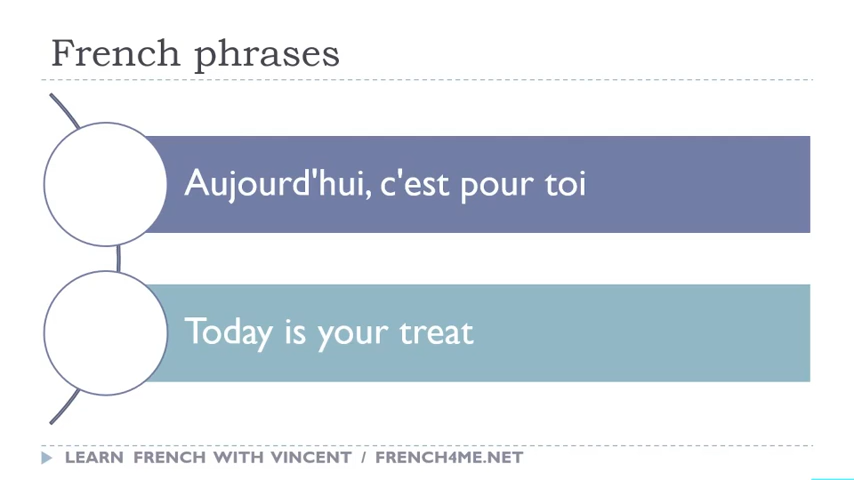 French phrases
Aujourd'hui, c'est pour toi
Today is your treat
LEARN FRENCH WITH VINCENT / FRENCH4ME.NET